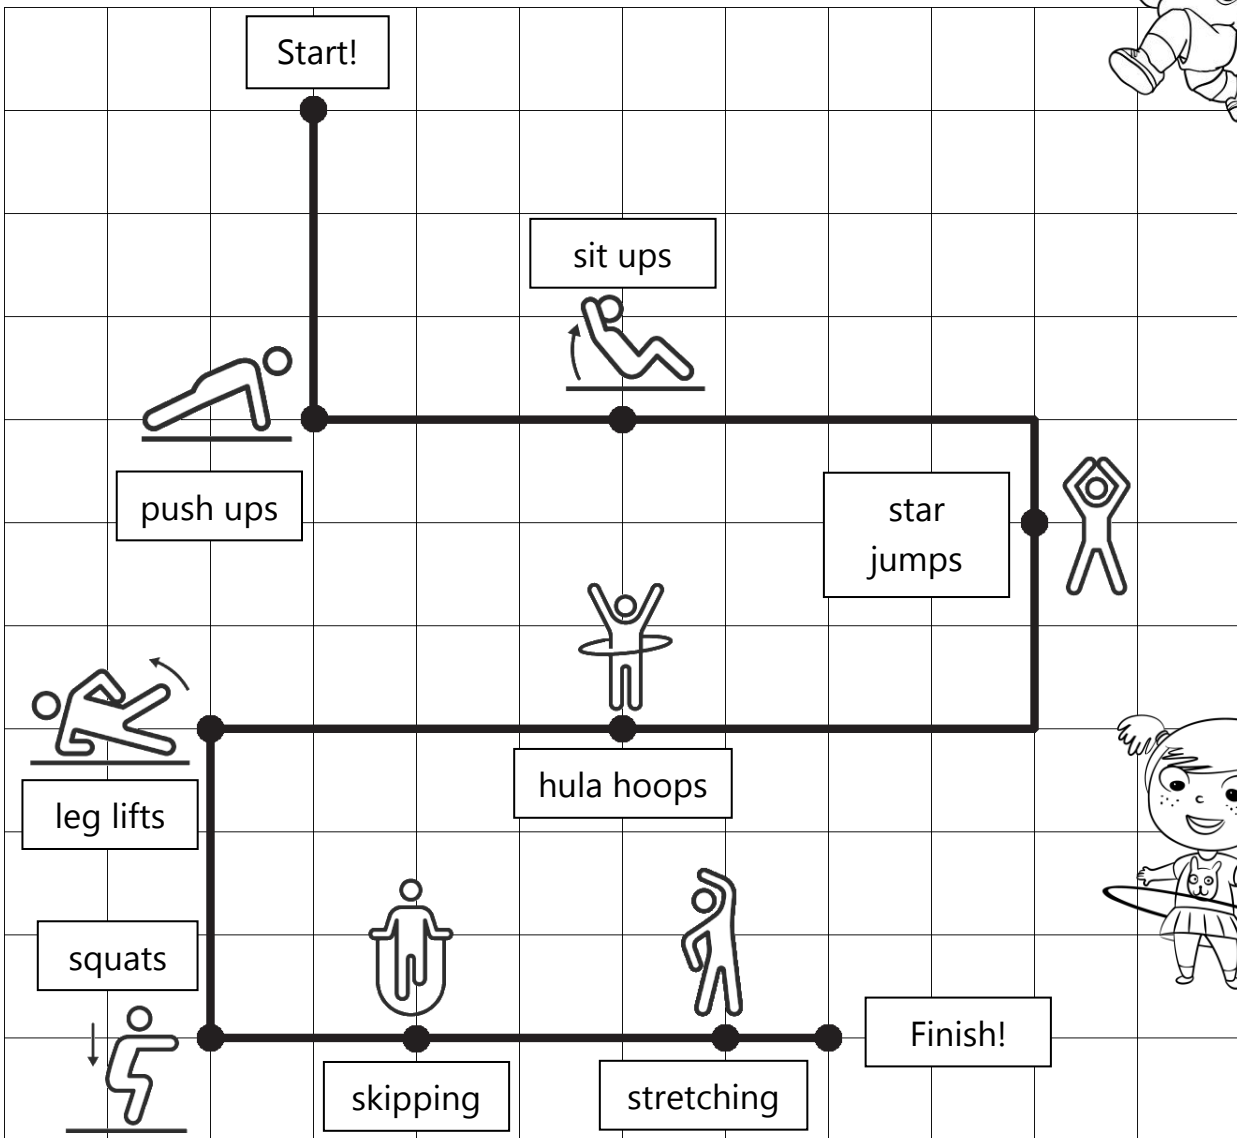 Start!
sit ups
push ups
star
jumps
hula hoops
leg lifts
squats
Finish!
skipping
stretching